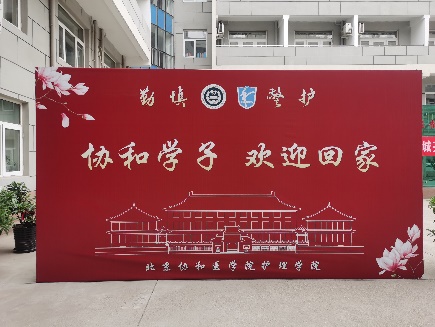 勤慎 警护
协和学子 欢迎回家
北京协和医学院护理学院
城